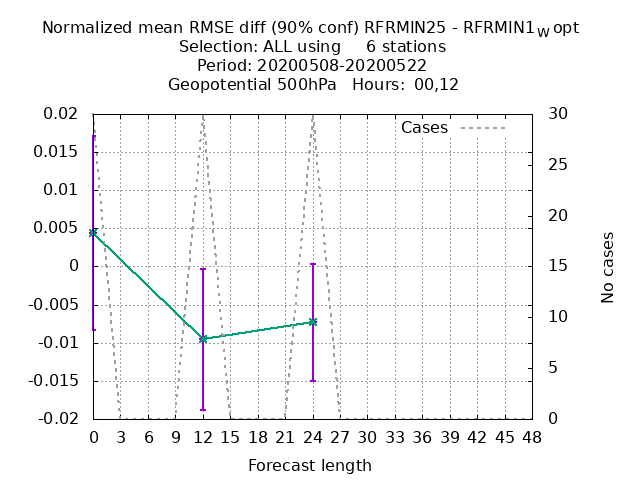 Normalized mean RMSE diff (90% conf) RFRMIN25 - RFRMIN1W opt
Selection: ALL using 6 stations
Period: 20200508-20200522
Geopotential 500hPa Hours: 00,12
Cases
0.02
0.015
0.01
0.005
0
-0.005
-0.01
-0.015
-0.02
30
25
20
15
10
5
0
No cases
0 3 6 9 12 15 18 21 24 27 30 33 36 39 42 45 48
Forecast length